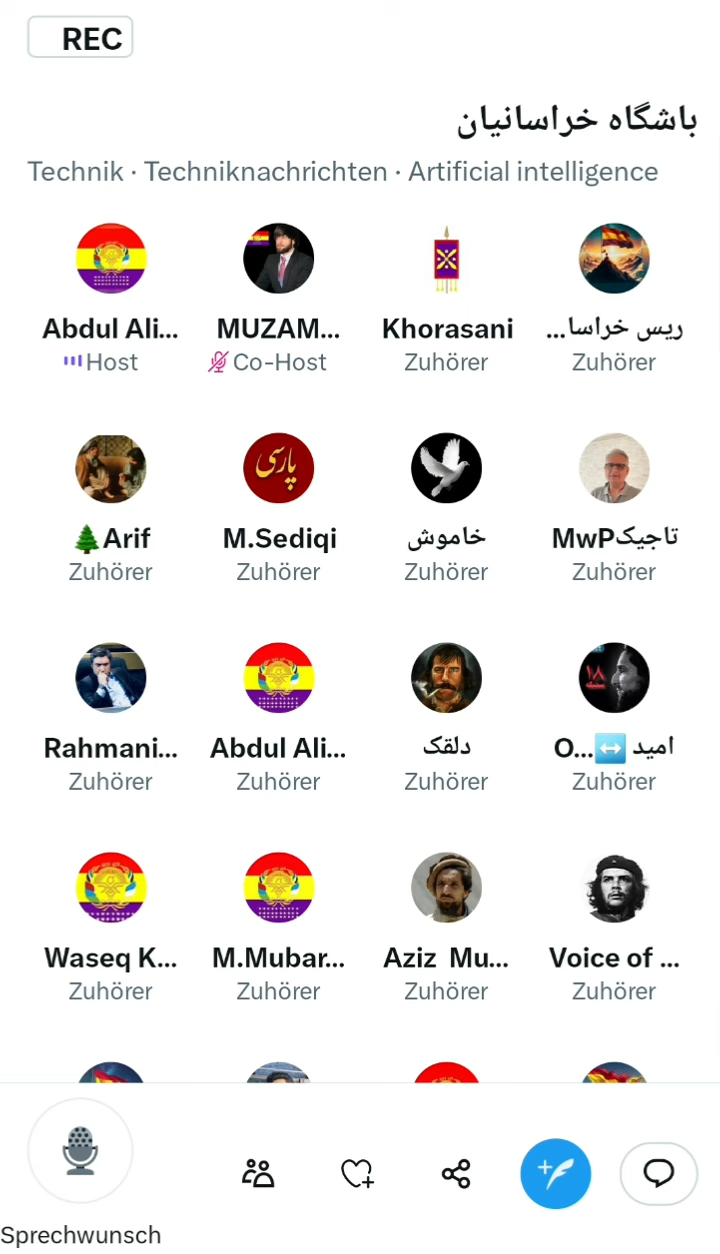 REC
باشگاه خراسانیان
Technik · Techniknachrichten · Artificial intelligence
Abdul Ali... MUZAM... Khorasani ریس خراسا...
Host Co-Host Zuhörer Zuhörer
پارسی
🌲Arif M.Sediqi خاموش MwPتاجیک
Zuhörer Zuhörer Zuhörer Zuhörer
۱۸
Rahmani... Abdul Ali... دلقک O...↔️ امید
Zuhörer Zuhörer Zuhörer Zuhörer
Waseq K... M.Mubar... Aziz Mu... Voice of ...
Zuhörer Zuhörer Zuhörer Zuhörer
Sprechwunsch